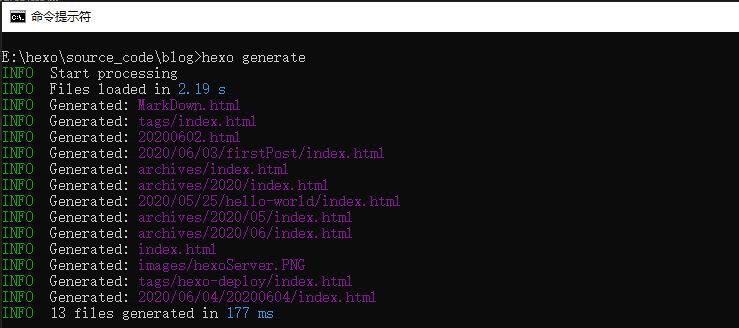 命令提示符
E:\hexo\source_code\blog>hexo generate
INFO  Start processing
INFO  Files loaded in 2.19 s
INFO  Generated: MarkDown.html
INFO  Generated: tags/index.html
INFO  Generated: 20200602.html
INFO  Generated: 2020/06/03/firstPost/index.html
INFO  Generated: archives/index.html
INFO  Generated: archives/2020/index.html
INFO  Generated: 2020/05/25/hello-world/index.html
INFO  Generated: archives/2020/05/index.html
INFO  Generated: archives/2020/06/index.html
INFO  Generated: index.html
INFO  Generated: images/hexoServer.PNG
INFO  Generated: tags/hexo-deploy/index.html
INFO  Generated: 2020/06/04/20200604/index.html
INFO  13 files generated in 177 ms